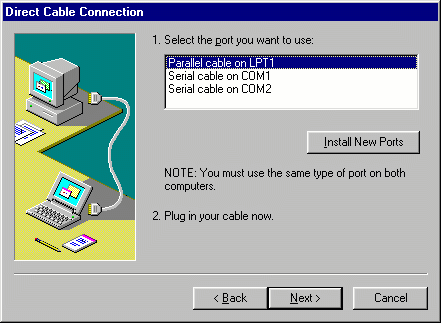 Direct Cable Connection
1. Select the port you want to use:
Parallel cable on LPT1
Serial cable on COM1
Serial cable on COM2
Install New Ports
NOTE: You must use the same type of port on both
computers.
2. Plug in your cable now.
< Back
Next >
Cancel